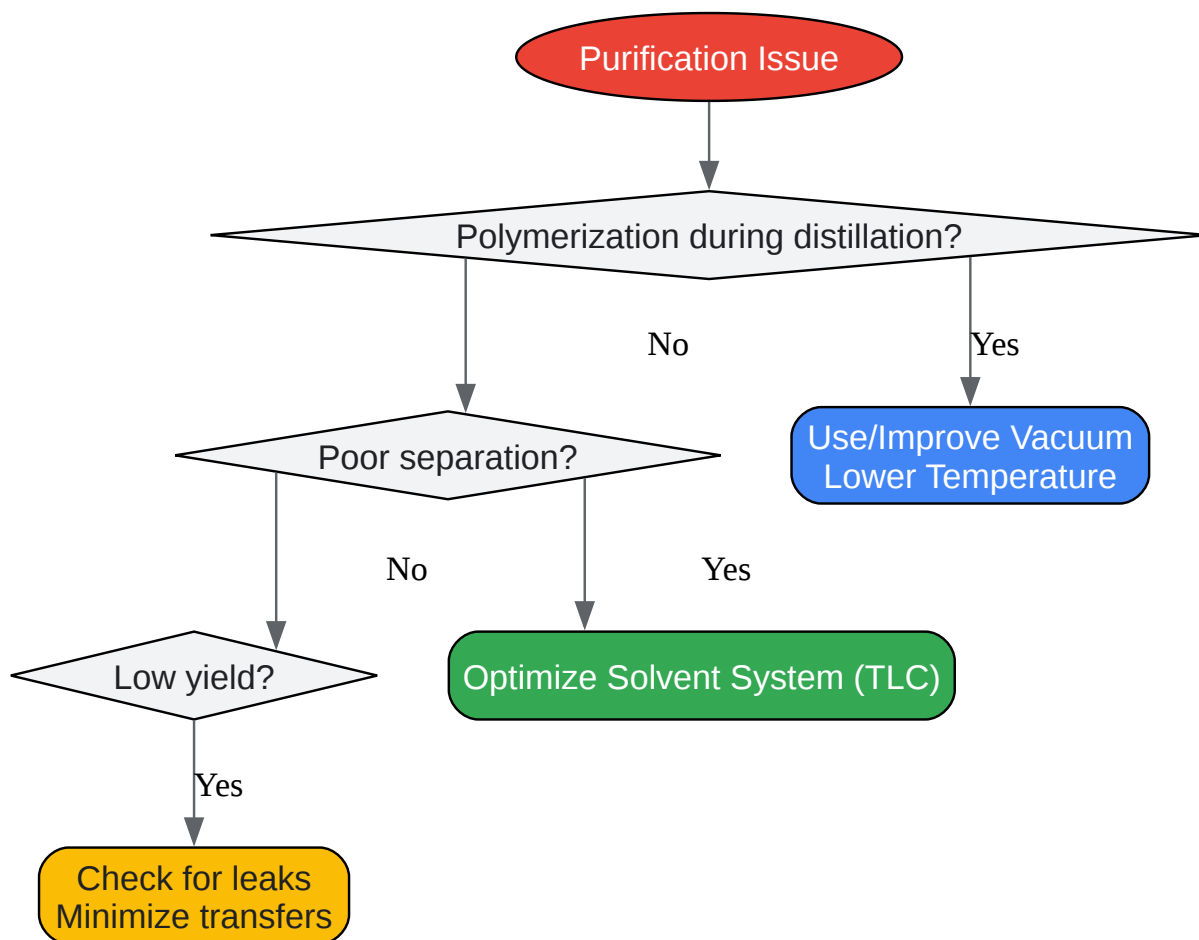 Purification Issue
Polymerization during distillation?
No
Yes
Use/Improve Vacuum
Lower Temperature
Poor separation?
No
Yes
Low yield?
Optimize Solvent System (TLC)
Yes
Check for leaks
Minimize transfers